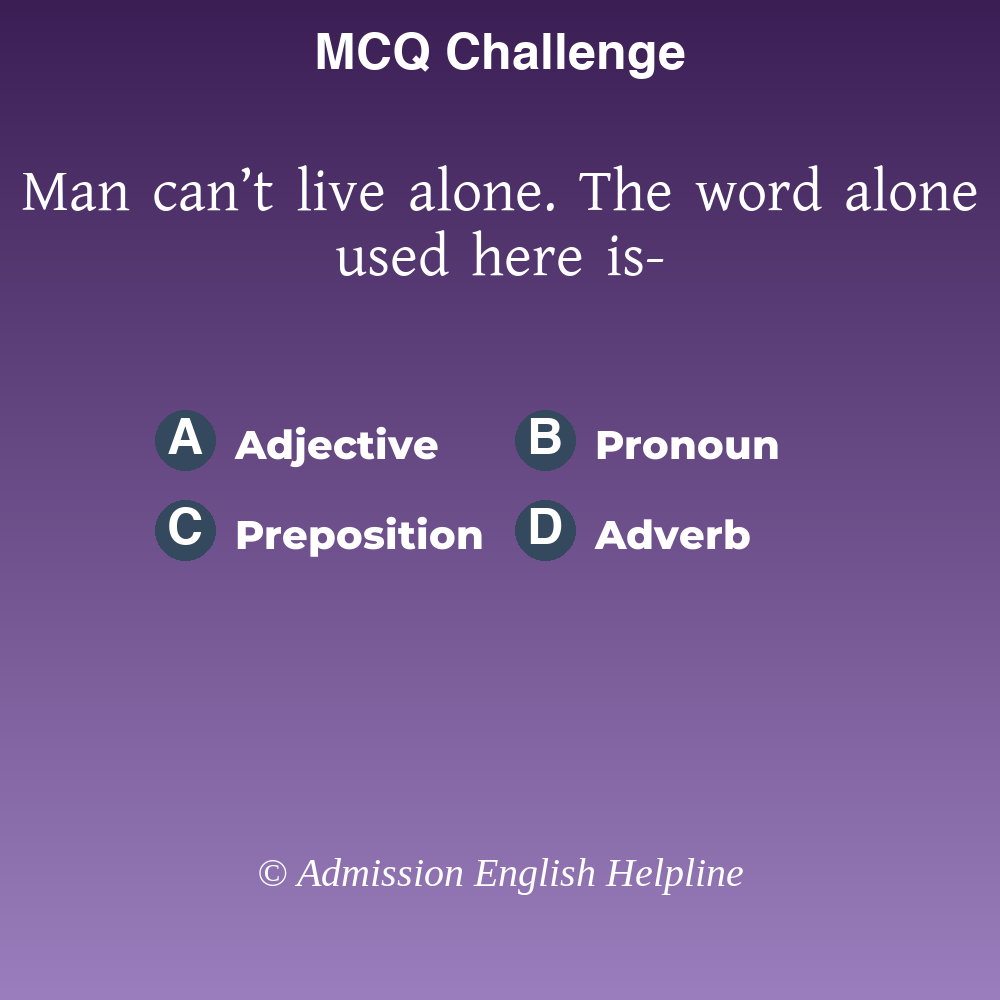 MCQ Challenge
Man can’t live alone. The word alone
used here is-
A Adjective B Pronoun
C Preposition D Adverb
© Admission English Helpline